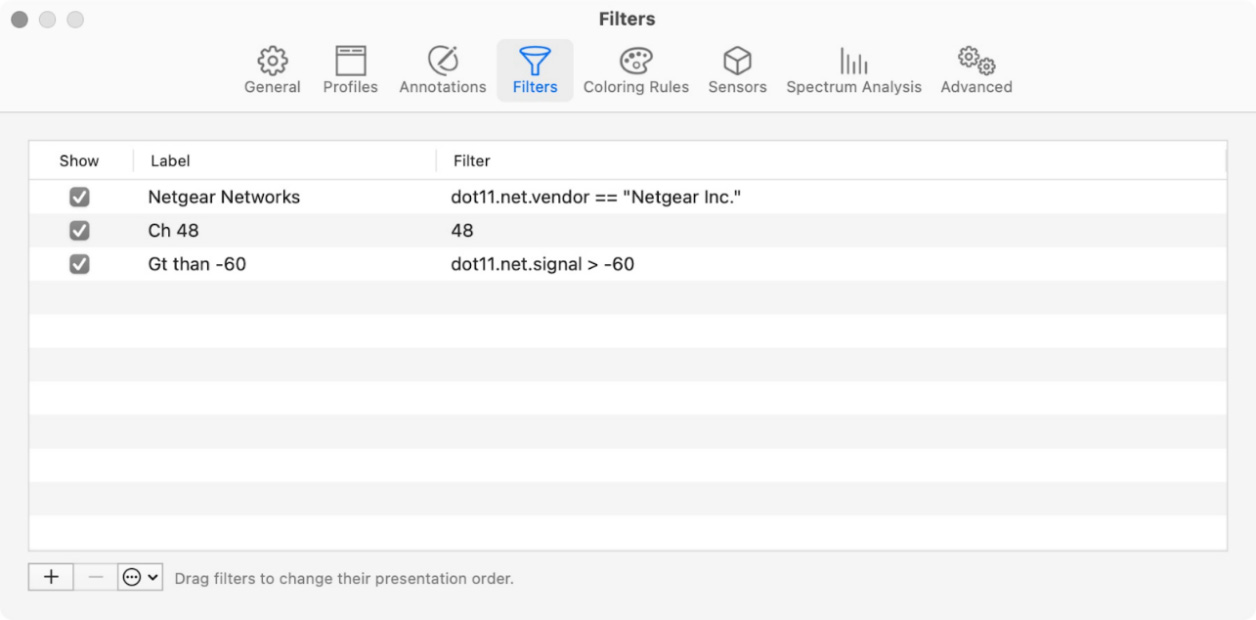 Filters
General Profiles Annotations Filters Coloring Rules Sensors Spectrum Analysis Advanced
Show Label Filter
Netgear Networks dot11.net.vendor == "Netgear Inc."
Ch 48 48
Gt than -60 dot11.net.signal > -60
Drag filters to change their presentation order.